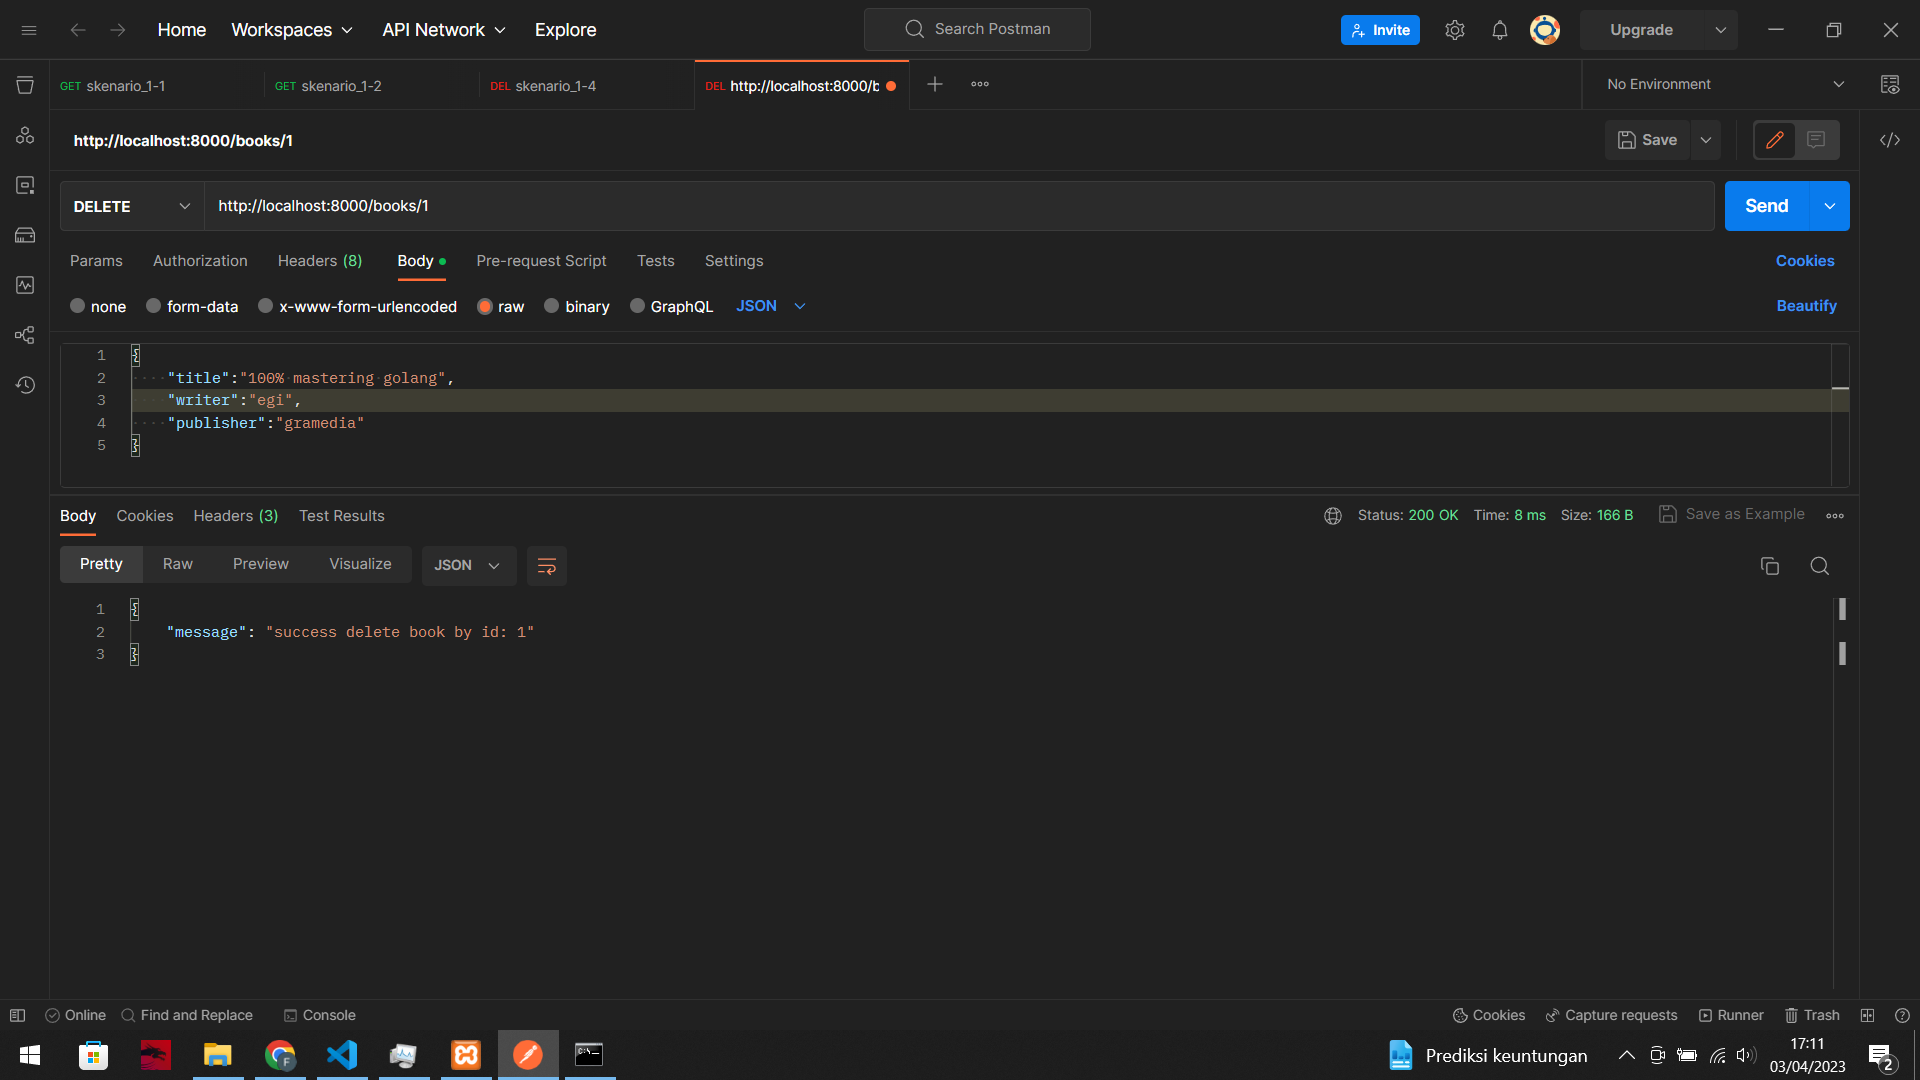 Home Workspaces API Network Explore Search Postman Invite Upgrade
GET skenario_1-1 GET skenario_1-2 DEL skenario_1-4 DEL http://localhost:8000/b No Environment
http://localhost:8000/books/1 Save
DELETE http://localhost:8000/books/1 Send
Params Authorization Headers (8) Body Pre-request Script Tests Settings Cookies
none form-data x-www-form-urlencoded raw binary GraphQL JSON Beautify
1 {
2 "title":"100% mastering golang",
3 "writer":"egi",
4 "publisher":"gramedia"
5 }
Body Cookies Headers (3) Test Results Status: 200 OK Time: 8 ms Size: 166 B Save as Example
Pretty Raw Preview Visualize JSON
1 {
2 "message": "success delete book by id: 1"
3 }
Online Find and Replace Console Cookies Capture requests Runner Trash
F Prediksi keuntungan 17:11
03/04/2023 2